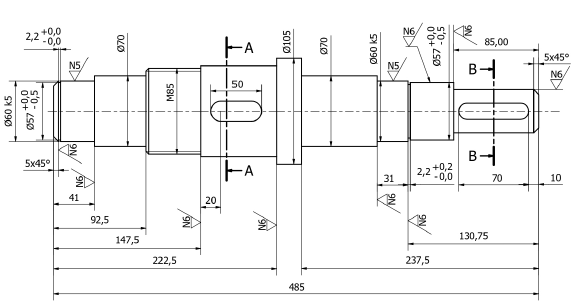 2,2 +0,0 -0,0
N5
Ø70
A
Ø105
Ø70
Ø60 k5
N5
N6
Ø57 +0,0 -0,5
N6
85,00
5x45°
B
N6
Ø60 k5
Ø57 +0,0 -0,5
M85
50
N6
5x45°
N6
A
B
41
20
31
2,2 +0,2 -0,0
70
10
92,5
N6
N6
N6
N6
147,5
130,75
222,5
237,5
485